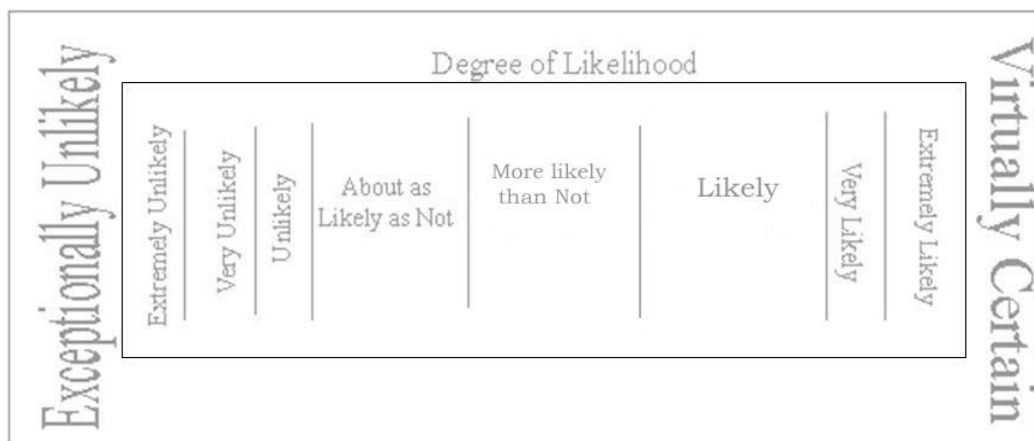 Degree of Likelihood
Exceptionally Unlikely
Extremely Unlikely
Very Unlikely
Unlikely
About as
Likely as Not
More likely
than Not
Likely
Very Likely
Extremely Likely
Virtually Certain